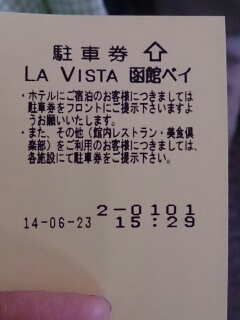 駐車券 ⇧
LA VISTA 函館ベイ
・ホテルにご宿泊のお客様につきましては
駐車券をフロントにご提示下さいますよ
うお願いいたします。
・また、その他（館内レストラン・美食倶
楽部）をご利用のお客様につきましては、
各施設にて駐車券をご提示下さい。
2-0101
14-06-23 15:29